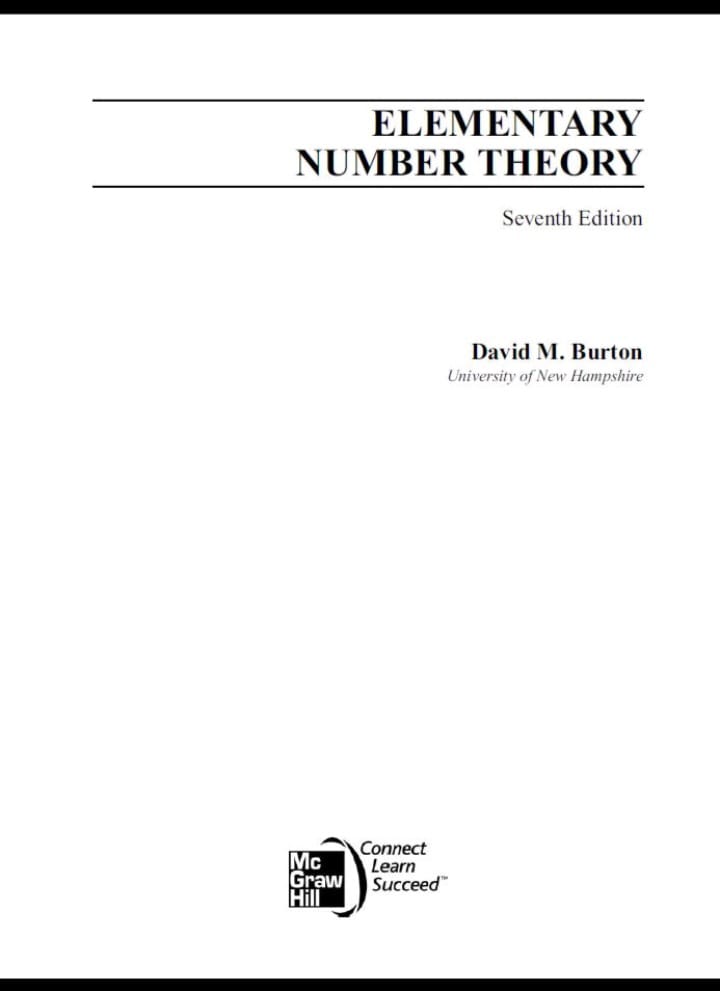 ELEMENTARY
NUMBER THEORY
Seventh Edition
David M. Burton
University of New Hampshire
Mc
Graw
Hill
Connect
Learn
Succeed™